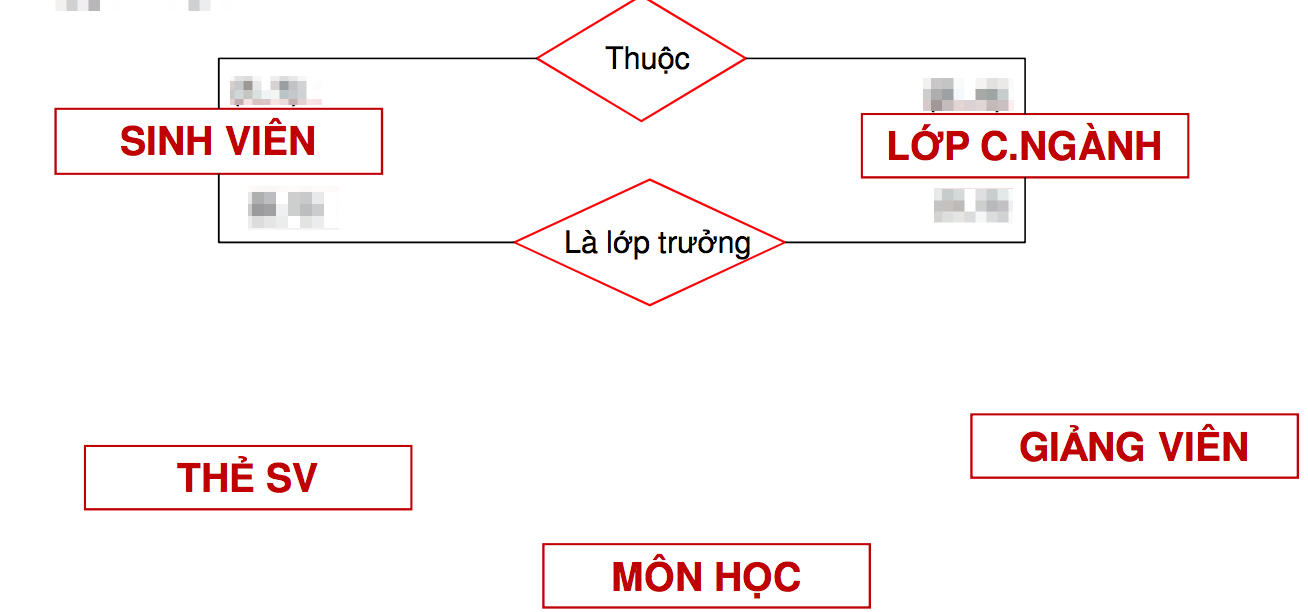 Thuộc
SINH VIÊN
LỚP C.NGÀNH
Là lớp trưởng
GIẢNG VIÊN
THẺ SV
MÔN HỌC